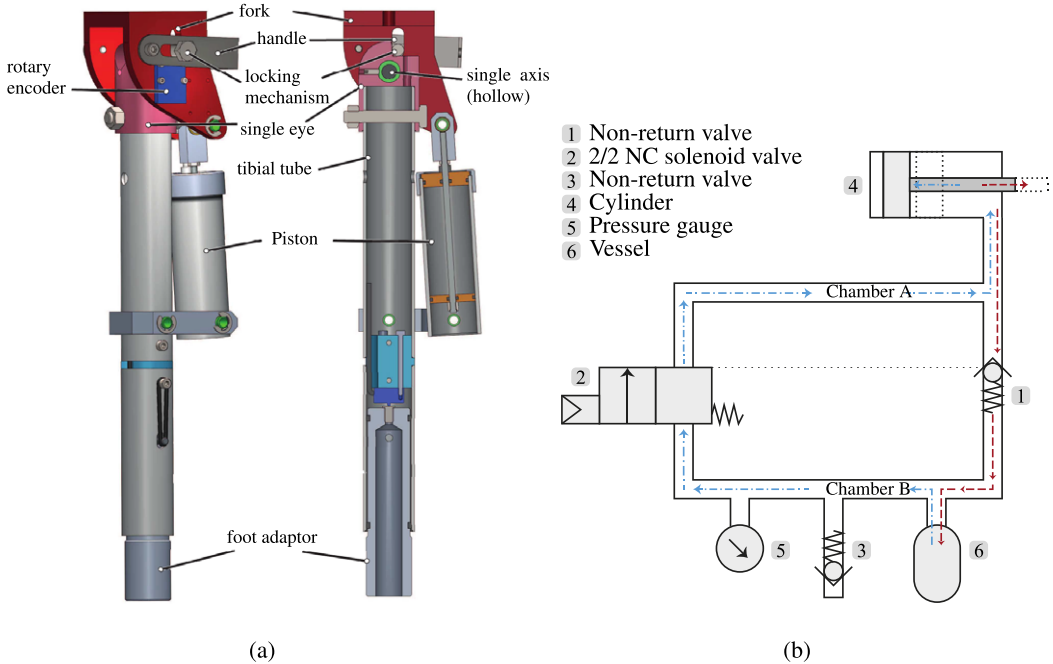 fork
handle
rotary
encoder
locking
mechanism
single axis
(hollow)
single eye
tibial tube
Piston
foot adaptor
(a)
1 Non-return valve
2 2/2 NC solenoid valve
3 Non-return valve
4 Cylinder
5 Pressure gauge
6 Vessel
4
Chamber A
2
1
Chamber B
5
3
6
(b)